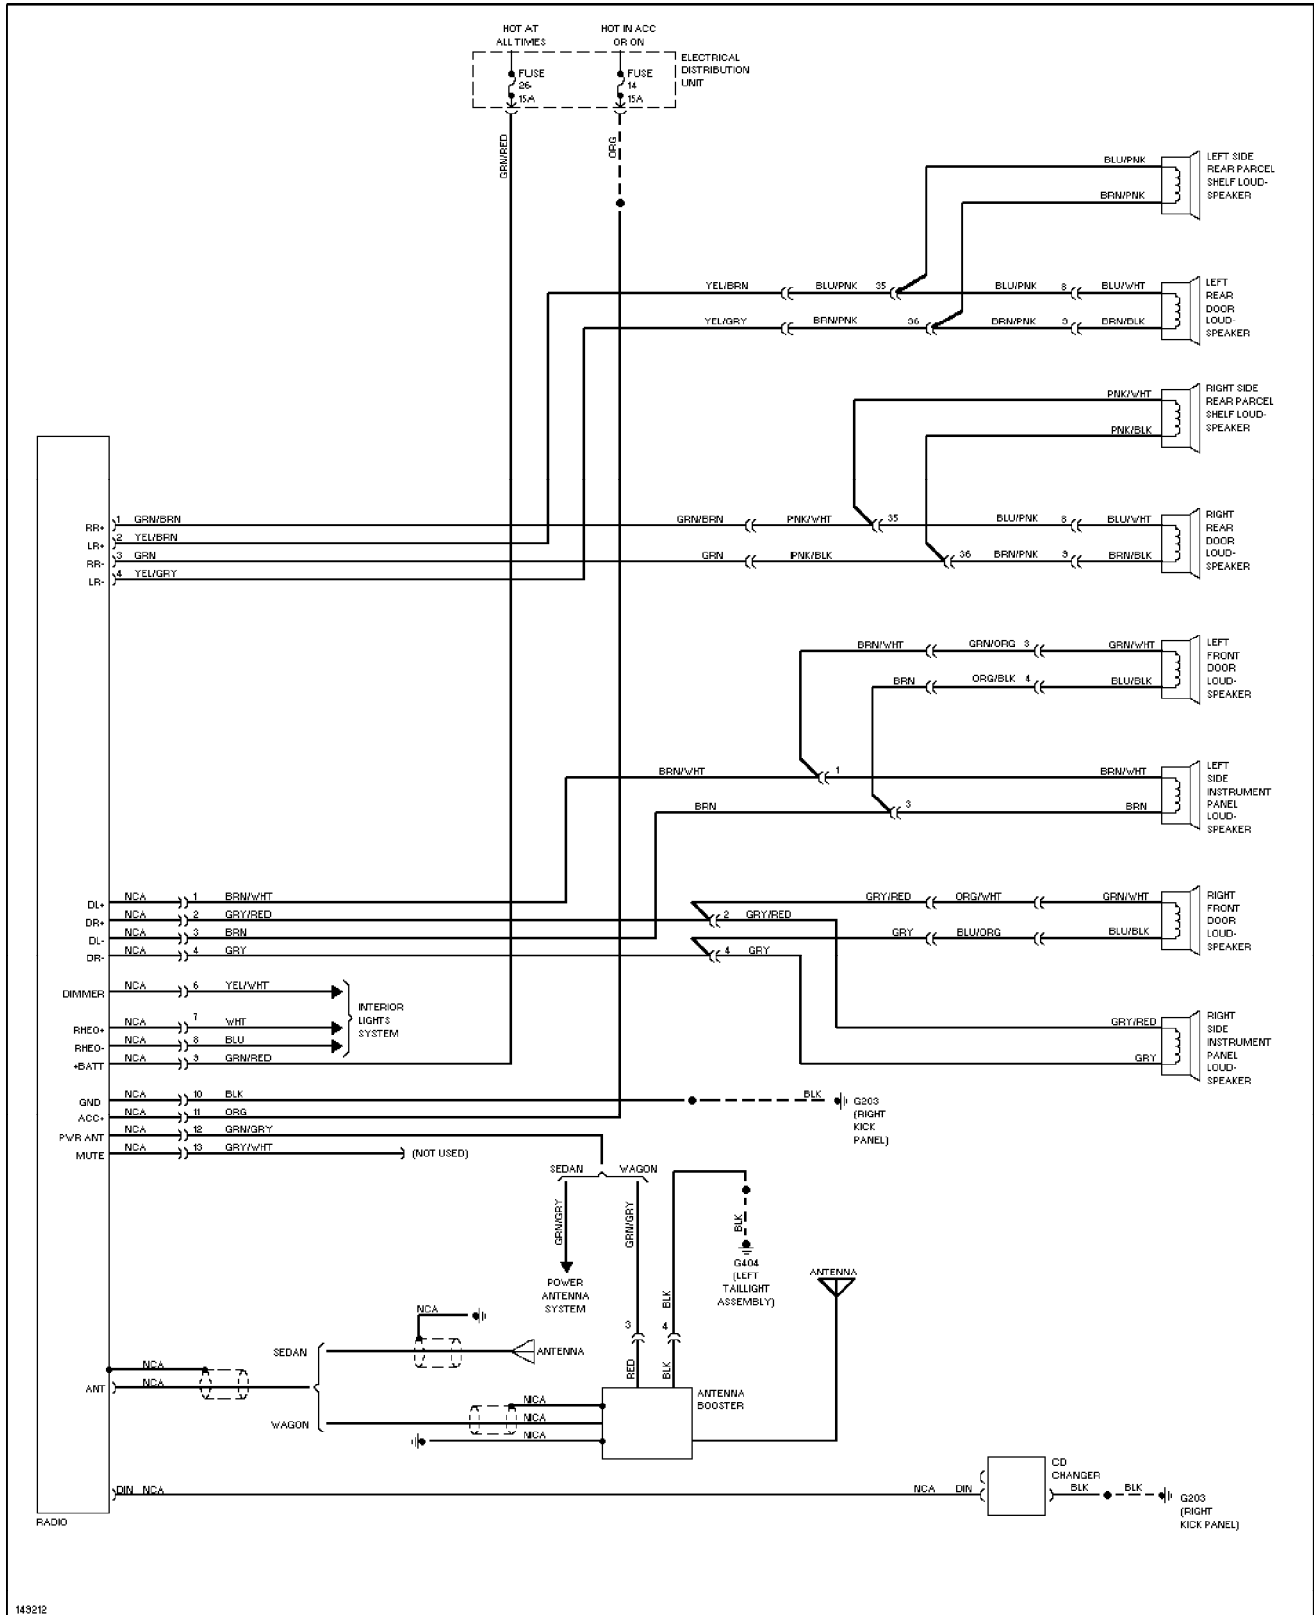 HOT AT
ALL TIMES
HOT IN ACC
OR ON
FUSE
26
15A
FUSE
14
15A
ELECTRICAL
DISTRIBUTION
UNIT
GRN/RED
ORG
BLU/PNK
BRN/PNK
LEFT SIDE
REAR PARCEL
SHELF LOUD-
SPEAKER
YEL/BRN
BLU/PNK
35
BLU/PNK
8
BLU/WHT
YEL/GRY
BRN/PNK
36
BRN/PNK
9
BRN/BLK
LEFT
REAR
DOOR
LOUD-
SPEAKER
PNK/WHT
PNK/BLK
RIGHT SIDE
REAR PARCEL
SHELF LOUD-
SPEAKER
RR+
1
GRN/BRN
GRN/BRN
PNK/WHT
35
BLU/PNK
8
BLU/WHT
LR+
2
YEL/BRN
RR-
3
GRN
GRN
PNK/BLK
36
BRN/PNK
9
BRN/BLK
LR-
4
YEL/GRY
RIGHT
REAR
DOOR
LOUD-
SPEAKER
BRN/WHT
GRN/ORG
3
GRN/WHT
BRN
ORG/BLK
4
BLU/BLK
LEFT
FRONT
DOOR
LOUD-
SPEAKER
BRN/WHT
1
BRN/WHT
BRN
3
BRN
LEFT
SIDE
INSTRUMENT
PANEL
LOUD-
SPEAKER
DL+
NCA
1
BRN/WHT
GRY/RED
ORG/WHT
GRN/WHT
DR+
NCA
2
GRY/RED
2
GRY/RED
DL-
NCA
3
BRN
GRY
BLU/ORG
BLU/BLK
DR-
NCA
4
GRY
4
GRY
RIGHT
FRONT
DOOR
LOUD-
SPEAKER
DIMMER
NCA
6
YEL/WHT
RHEO+
NCA
7
WHT
RHEO-
NCA
8
BLU
INTERIOR
LIGHTS
SYSTEM
+BATT
NCA
9
GRN/RED
GRY/RED
GRY
RIGHT
SIDE
INSTRUMENT
PANEL
LOUD-
SPEAKER
GND
NCA
10
BLK
BLK
G203
(RIGHT
KICK
PANEL)
ACC+
NCA
11
ORG
PWR ANT
NCA
12
GRN/GRY
MUTE
NCA
13
GRY/WHT
(NOT USED)
SEDAN
WAGON
GRN/GRY
GRN/GRY
BLK
G404
(LEFT
TAILLIGHT
ASSEMBLY)
POWER
ANTENNA
SYSTEM
ANTENNA
BLK
3
4
RED
BLK
NCA
SEDAN
ANTENNA
NCA
ANT
NCA
WAGON
NCA
NCA
NCA
ANTENNA
BOOSTER
DIN
NCA
NCA
DIN
CD
CHANGER
BLK
BLK
G203
(RIGHT
KICK PANEL)
RADIO
149212